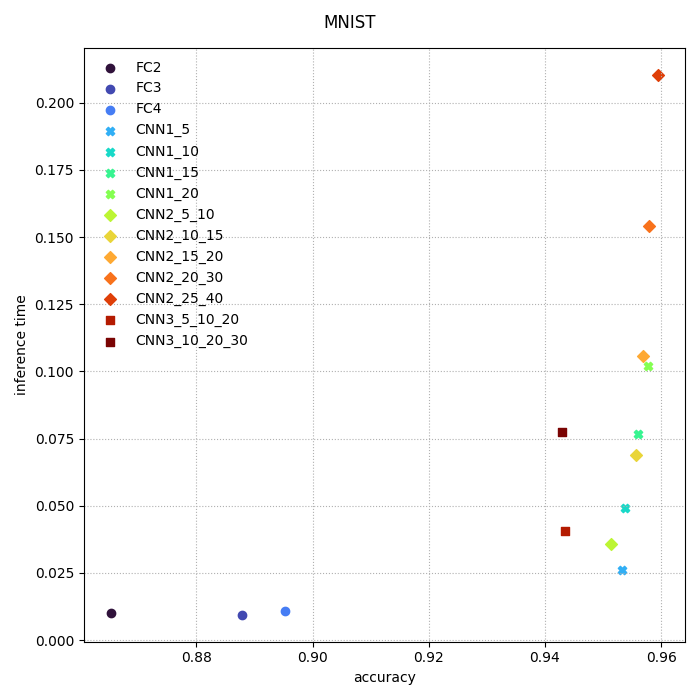 MNIST
FC2
FC3
FC4
CNN1_5
CNN1_10
CNN1_15
CNN1_20
CNN2_5_10
CNN2_10_15
CNN2_15_20
CNN2_20_30
CNN2_25_40
CNN3_5_10_20
CNN3_10_20_30
inference time
0.200
0.175
0.150
0.125
0.100
0.075
0.050
0.025
0.000
0.88 0.90 0.92 0.94 0.96
accuracy